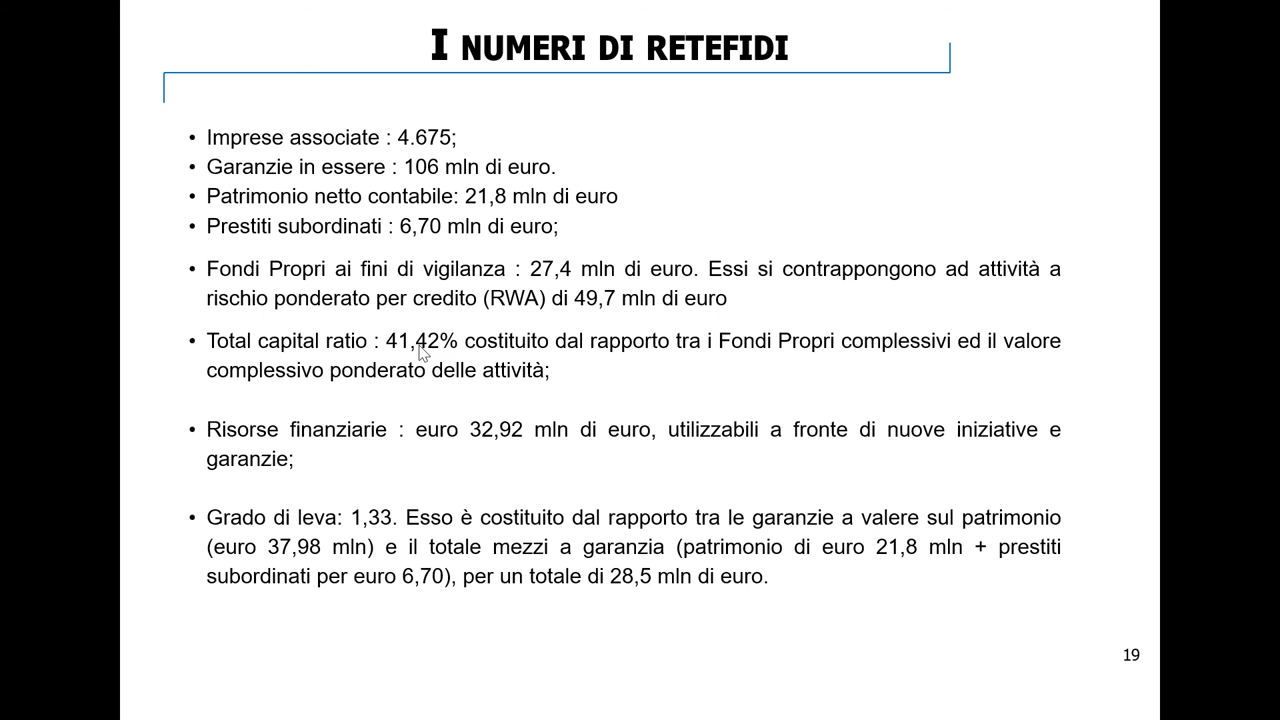 I NUMERI DI RETEFIDI
• Imprese associate : 4.675;
• Garanzie in essere : 106 mln di euro.
• Patrimonio netto contabile: 21,8 mln di euro
• Prestiti subordinati : 6,70 mln di euro;
• Fondi Propri ai fini di vigilanza : 27,4 mln di euro. Essi si contrappongono ad attività a
rischio ponderato per credito (RWA) di 49,7 mln di euro
• Total capital ratio : 41,42% costituito dal rapporto tra i Fondi Propri complessivi ed il valore
complessivo ponderato delle attività;
• Risorse finanziarie : euro 32,92 mln di euro, utilizzabili a fronte di nuove iniziative e
garanzie;
• Grado di leva: 1,33. Esso è costituito dal rapporto tra le garanzie a valere sul patrimonio
(euro 37,98 mln) e il totale mezzi a garanzia (patrimonio di euro 21,8 mln + prestiti
subordinati per euro 6,70), per un totale di 28,5 mln di euro.
19